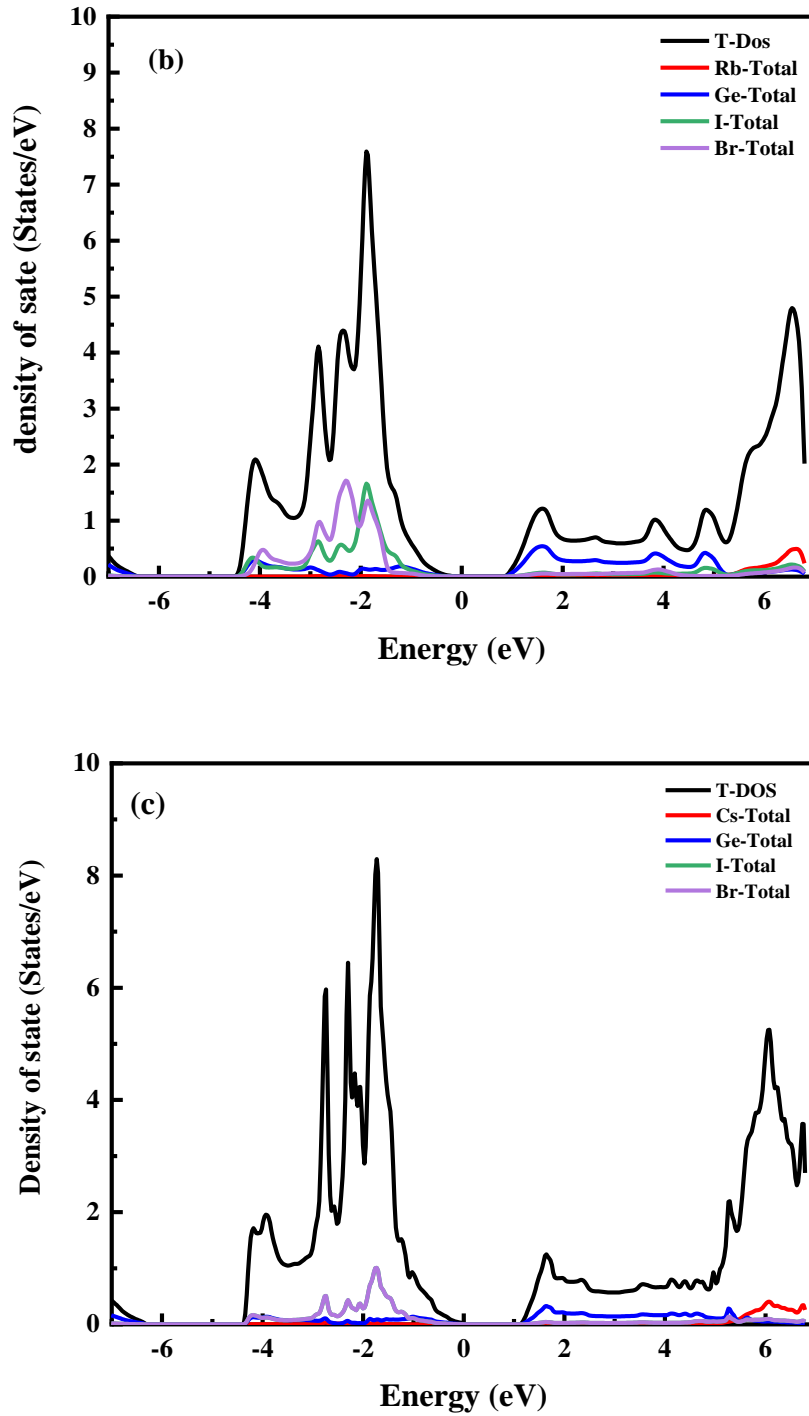 10
(b)
T-Dos
Rb-Total
Ge-Total
I-Total
Br-Total
9
8
7
6
5
4
3
2
1
0
density of sate (States/eV)
-6 -4 -2 0 2 4 6
Energy (eV)
10
(c)
T-DOS
Cs-Total
Ge-Total
I-Total
Br-Total
8
6
4
2
0
Density of state (States/eV)
-6 -4 -2 0 2 4 6
Energy (eV)